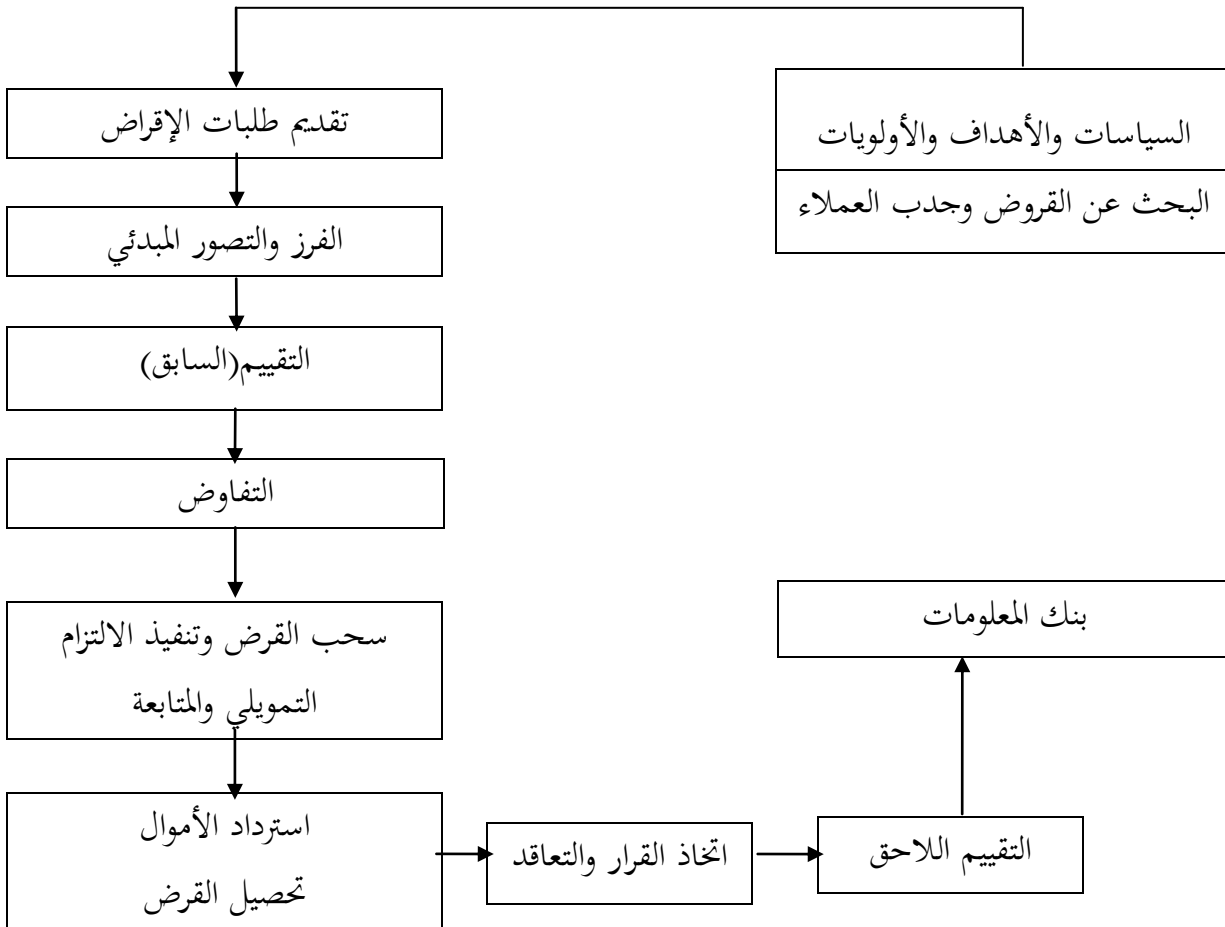 السياسات والأهداف والأولويات
البحث عن القروض وجدب العملاء
تقديم طلبات الإقراض
الفرز والتصور المبدئي
التقييم(السابق)
التفاوض
سحب القرض وتنفيذ الالتزام
التمويلي والمتابعة
استرداد الأموال
تحصيل القرض
اتخاذ القرار والتعاقد
التقييم اللاحق
بنك المعلومات